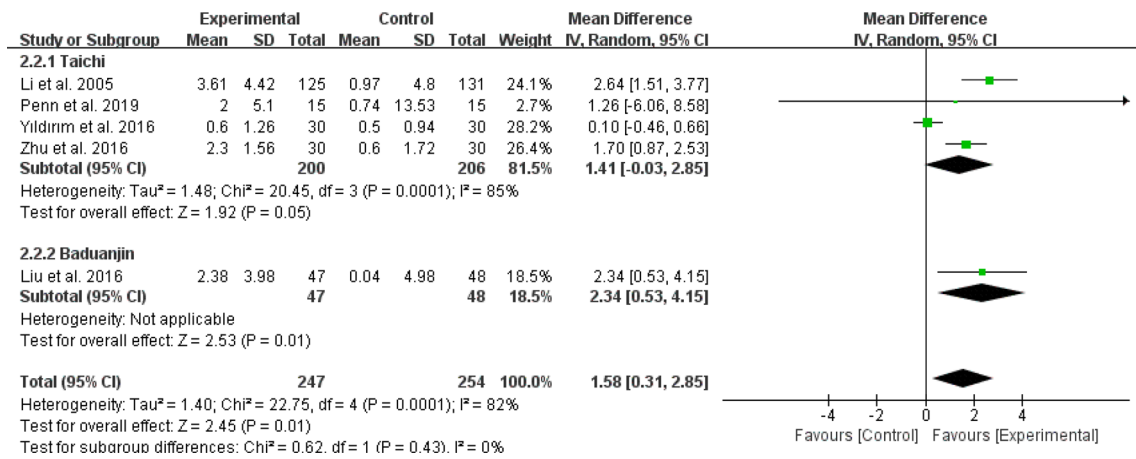 Experimental Control Mean Difference Mean Difference
Study or Subgroup Mean SD Total Mean SD Total Weight IV, Random, 95% CI IV, Random, 95% CI
2.2.1 Taichi
Li et al. 2005 3.61 4.42 125 0.97 4.8 131 24.1% 2.64 [1.51, 3.77]
Penn et al. 2019 2 5.1 15 0.74 13.53 15 2.7% 1.26 [-6.06, 8.58]
Yıldırım et al. 2016 0.6 1.26 30 0.5 0.94 30 28.2% 0.10 [-0.46, 0.66]
Zhu et al. 2016 2.3 1.56 30 0.6 1.72 30 26.4% 1.70 [0.87, 2.53]
Subtotal (95% CI) 200 206 81.5% 1.41 [-0.03, 2.85]
Heterogeneity: Tau² = 1.48; Chi² = 20.45, df = 3 (P = 0.0001); I² = 85%
Test for overall effect: Z = 1.92 (P = 0.05)
2.2.2 Baduanjin
Liu et al. 2016 2.38 3.98 47 0.04 4.98 48 18.5% 2.34 [0.53, 4.15]
Subtotal (95% CI) 47 48 18.5% 2.34 [0.53, 4.15]
Heterogeneity: Not applicable
Test for overall effect: Z = 2.53 (P = 0.01)
Total (95% CI) 247 254 100.0% 1.58 [0.31, 2.85]
Heterogeneity: Tau² = 1.40; Chi² = 22.75, df = 4 (P = 0.0001); I² = 82%
Test for overall effect: Z = 2.45 (P = 0.01)
Test for subgroup differences: Chi² = 0.62, df = 1 (P = 0.43), I² = 0%
-4 -2 0 2 4
Favours [Control] Favours [Experimental]